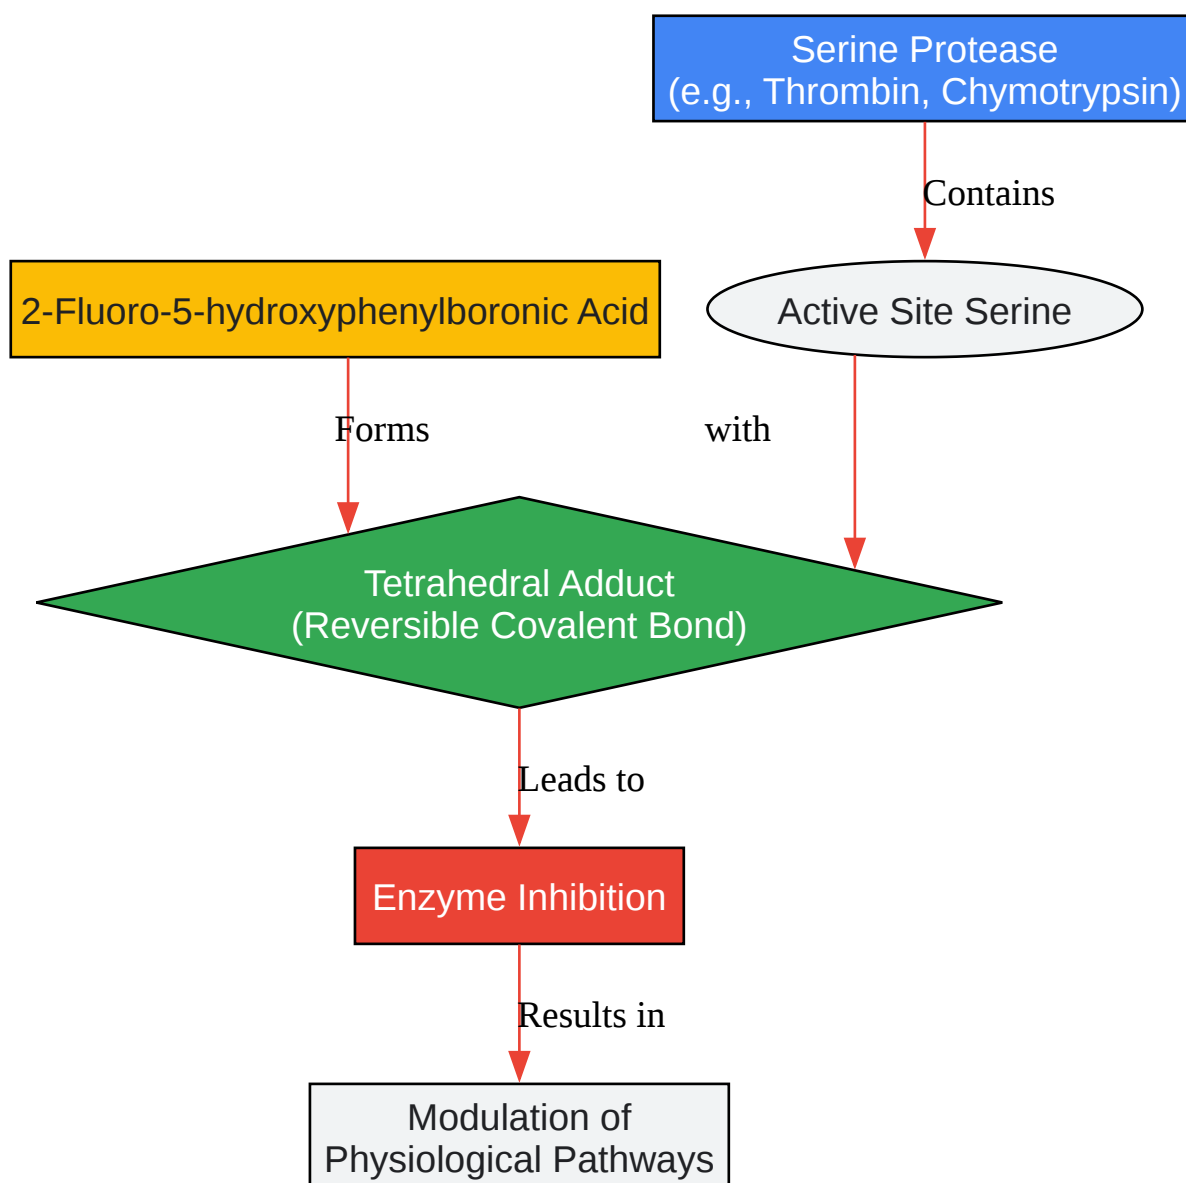 Serine Protease
(e.g., Thrombin, Chymotrypsin)
Contains
2-Fluoro-5-hydroxyphenylboronic Acid
Active Site Serine
Forms
with
Tetrahedral Adduct
(Reversible Covalent Bond)
Leads to
Enzyme Inhibition
Results in
Modulation of
Physiological Pathways